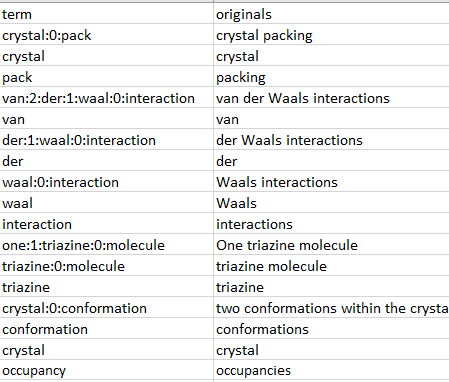 term originals
crystal:0:pack crystal packing
crystal crystal
pack packing
van:2:der:1:waal:0:interaction van der Waals interactions
van van
der:1:waal:0:interaction der Waals interactions
der der
waal:0:interaction Waals interactions
waal Waals
interaction interactions
one:1:triazine:0:molecule One triazine molecule
triazine:0:molecule triazine molecule
triazine triazine
crystal:0:conformation two conformations within the crysta
conformation conformations
crystal crystal
occupancy occupancies